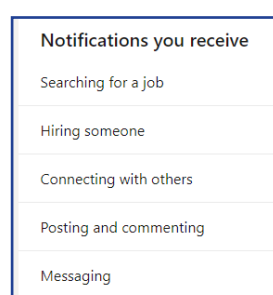 Notifications you receive
Searching for a job
Hiring someone
Connecting with others
Posting and commenting
Messaging